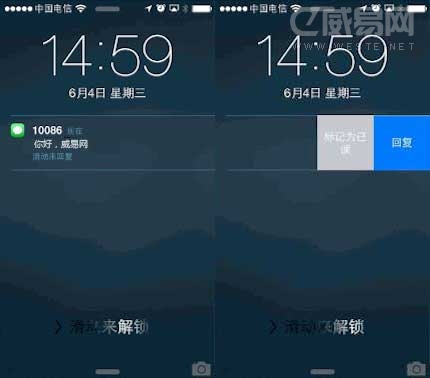 中国电信
14:59
6月4日 星期三
10086 现在
你好，威易网
滑动来回复
滑动来解锁
中国电信
威易网
WWW.WEISTE.NET
14:59
6月4日 星期三
标记为已
读
回复
滑动来解锁